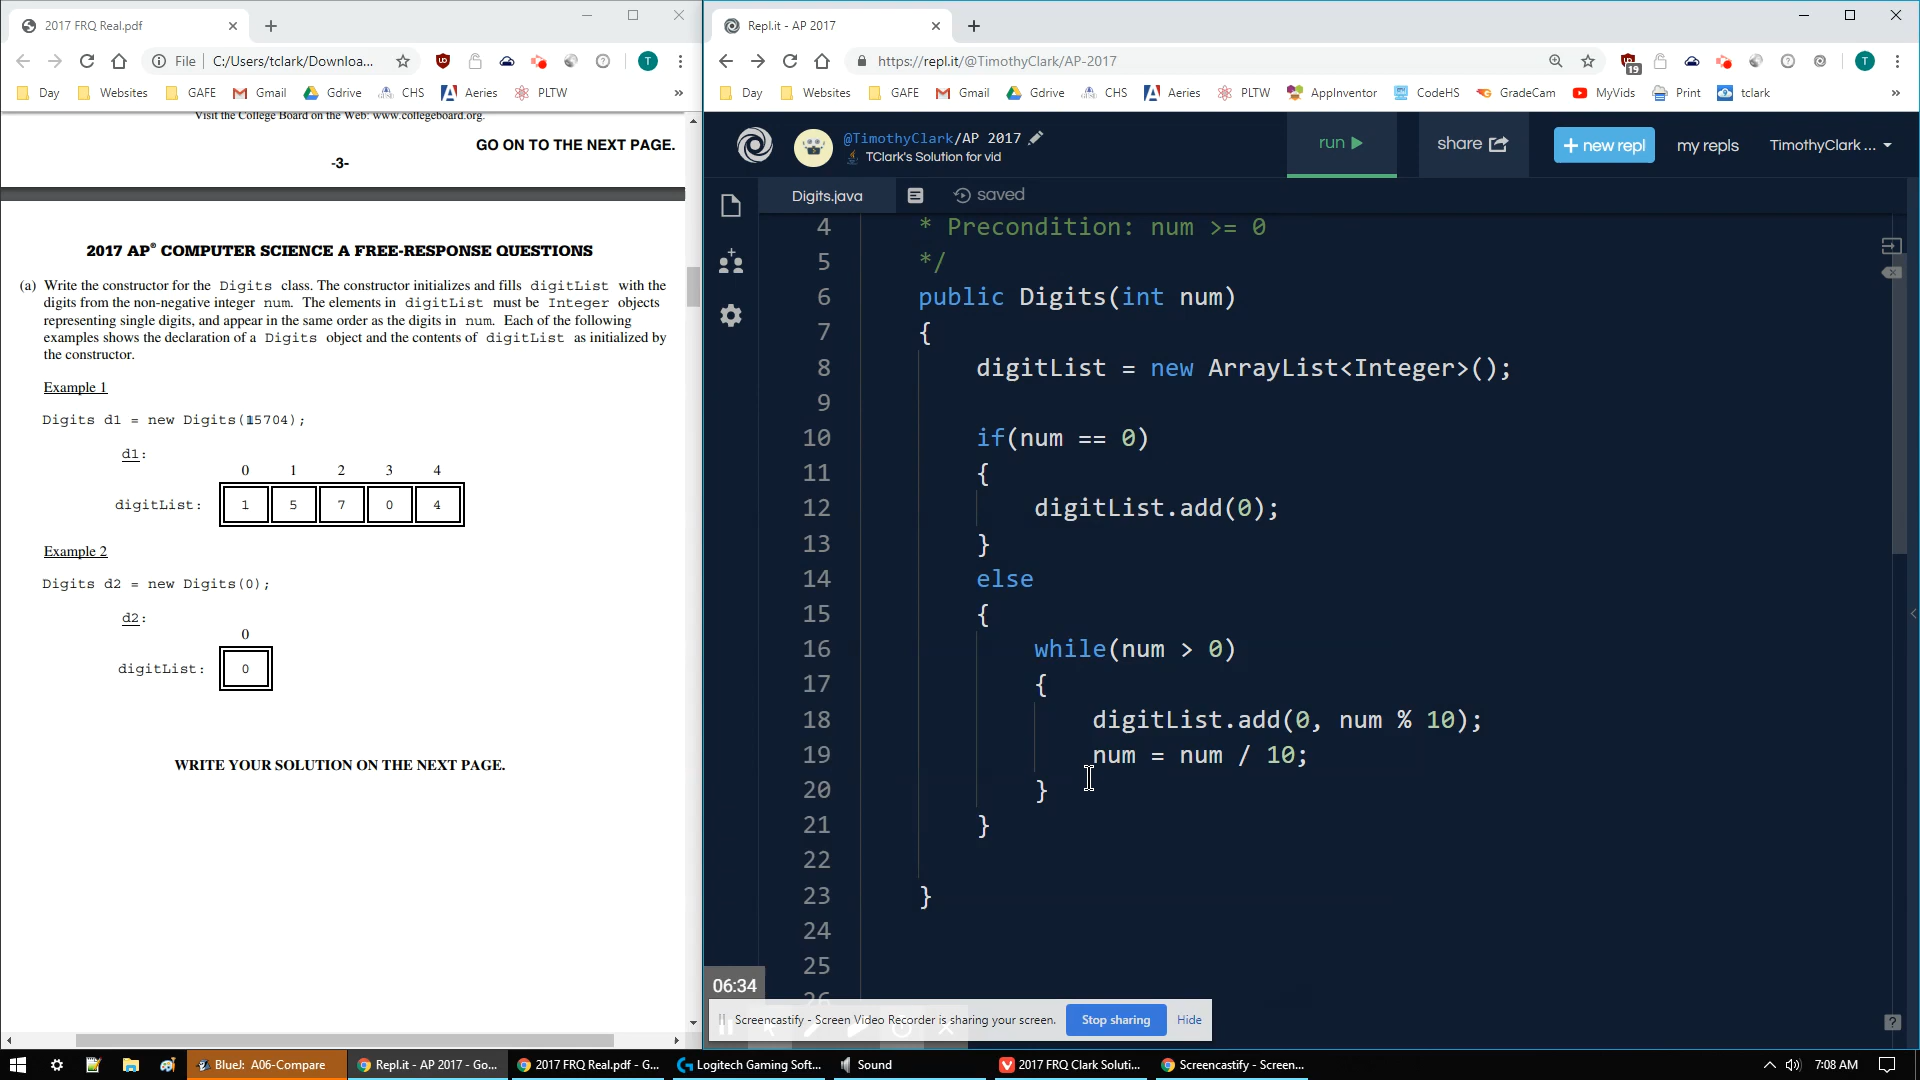 2017 FRQ Real.pdf
File
C:/Users/tclark/Downloa...
T
Day
Websites
GAFE
Gmail
Gdrive
CHS
Aeries
PLTW
»
Visit the College Board on the Web: www.collegeboard.org.
GO ON TO THE NEXT PAGE.
-3-
2017 AP® COMPUTER SCIENCE A FREE-RESPONSE QUESTIONS
(a) Write the constructor for the Digits class. The constructor initializes and fills digitList with the
digits from the non-negative integer num. The elements in digitList must be Integer objects
representing single digits, and appear in the same order as the digits in num. Each of the following
examples shows the declaration of a Digits object and the contents of digitList as initialized by
the constructor.
Example 1
Digits d1 = new Digits(15704);
d1:
0 1 2 3 4
digitList: 1 5 7 0 4
Example 2
Digits d2 = new Digits(0);
d2:
0
digitList: 0
WRITE YOUR SOLUTION ON THE NEXT PAGE.
Repl.it - AP 2017
https://repl.it/@TimothyClark/AP-2017
19
T
Day
Websites
GAFE
Gmail
Gdrive
CHS
Aeries
PLTW
AppInventor
CodeHS
GradeCam
MyVids
Print
tclark
»
@TimothyClark/AP 2017
TClark's Solution for vid
run
share
+ new repl
my repls
TimothyClark ...
Digits.java
saved
4 * Precondition: num >= 0
5 */
6 public Digits(int num)
7 {
8 digitList = new ArrayList<Integer>();
9
10 if(num == 0)
11 {
12 digitList.add(0);
13 }
14 else
15 {
16 while(num > 0)
17 {
18 digitList.add(0, num % 10);
19 num = num / 10;
20 }
21 }
22
23 }
24
25
26
06:34
Screencastify - Screen Video Recorder is sharing your screen.
Stop sharing
Hide
BlueJ: A06-Compare
Repl.it - AP 2017 - Go...
2017 FRQ Real.pdf - G...
Logitech Gaming Soft...
Sound
2017 FRQ Clark Soluti...
Screencastify - Screen...
7:08 AM